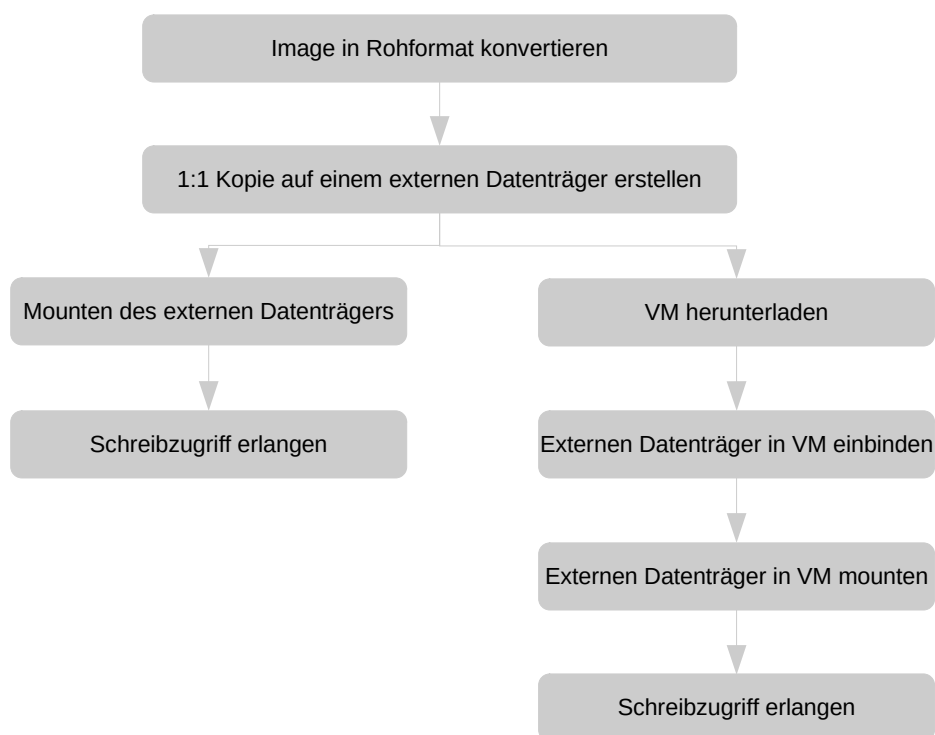 Image in Rohformat konvertieren
1:1 Kopie auf einem externen Datenträger erstellen
Mounten des externen Datenträgers
VM herunterladen
Schreibzugriff erlangen
Externen Datenträger in VM einbinden
Externen Datenträger in VM mounten
Schreibzugriff erlangen